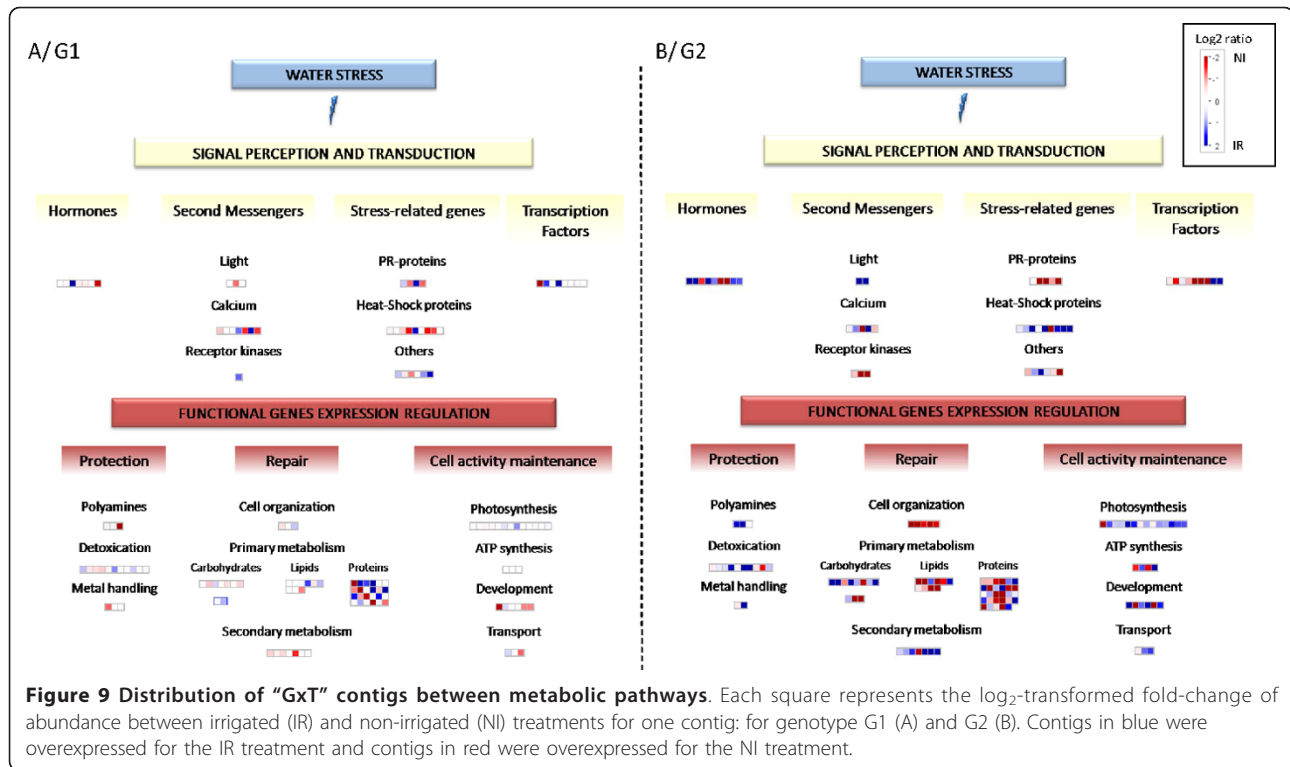 A/ G1
WATER STRESS
SIGNAL PERCEPTION AND TRANSDUCTION
Hormones
Second Messengers
Stress-related genes
Transcription
Factors
Light
PR-proteins
Calcium
Heat-Shock proteins
Receptor kinases
Others
FUNCTIONAL GENES EXPRESSION REGULATION
Protection
Repair
Cell activity maintenance
Polyamines
Cell organization
Photosynthesis
Detoxication
Primary metabolism
ATP synthesis
Carbohydrates
Lipids
Proteins
Metal handling
Development
Secondary metabolism
Transport
B/ G2
WATER STRESS
SIGNAL PERCEPTION AND TRANSDUCTION
Hormones
Second Messengers
Stress-related genes
Transcription
Factors
Light
PR-proteins
Calcium
Heat-Shock proteins
Receptor kinases
Others
FUNCTIONAL GENES EXPRESSION REGULATION
Protection
Repair
Cell activity maintenance
Polyamines
Cell organization
Photosynthesis
Detoxication
Primary metabolism
ATP synthesis
Carbohydrates
Lipids
Proteins
Metal handling
Development
Secondary metabolism
Transport
Log2 ratio
-2 NI
0
2 IR
Figure 9 Distribution of “GxT” contigs between metabolic pathways. Each square represents the log₂-transformed fold-change of
abundance between irrigated (IR) and non-irrigated (NI) treatments for one contig: for genotype G1 (A) and G2 (B). Contigs in blue were
overexpressed for the IR treatment and contigs in red were overexpressed for the NI treatment.